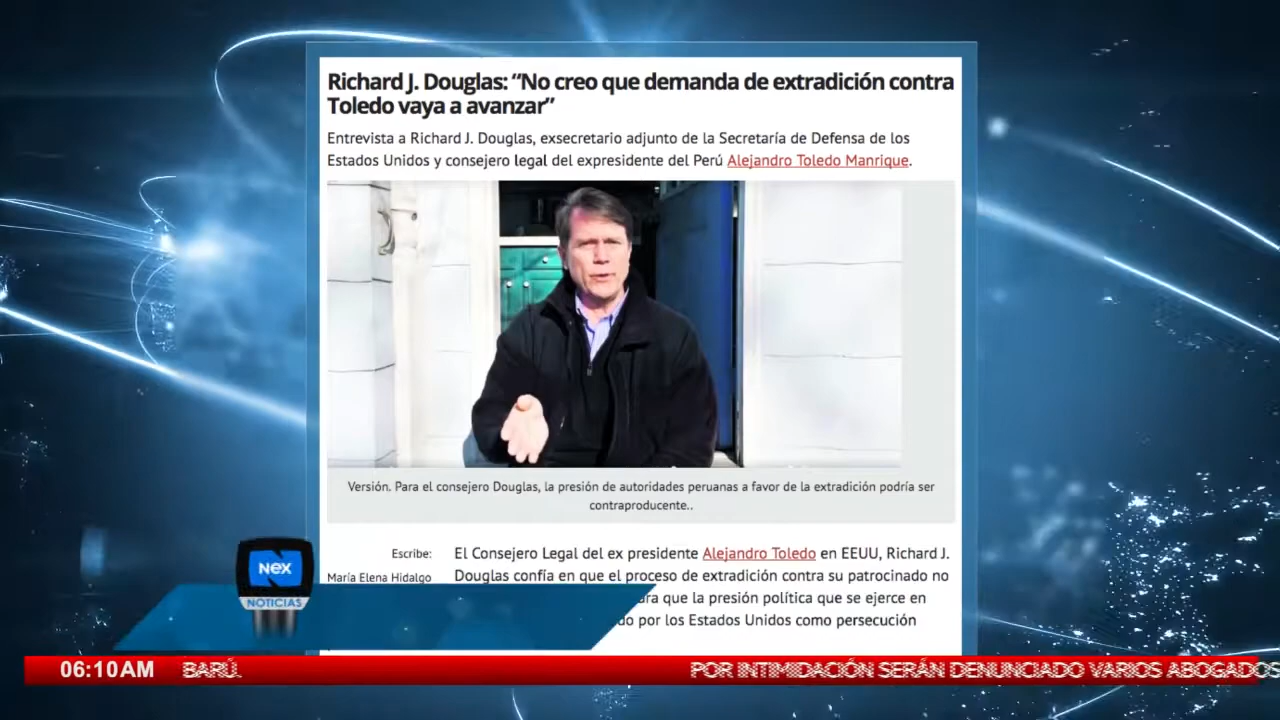 Richard J. Douglas: “No creo que demanda de extradición contra
Toledo vaya a avanzar”
Entrevista a Richard J. Douglas, exsecretario adjunto de la Secretaría de Defensa de los
Estados Unidos y consejero legal del expresidente del Perú Alejandro Toledo Manrique.
Versión. Para el consejero Douglas, la presión de autoridades peruanas a favor de la extradición podría ser
contraproducente..
Escribe:
María Elena Hidalgo
El Consejero Legal del ex presidente Alejandro Toledo en EEUU, Richard J.
Douglas confía en que el proceso de extradición contra su patrocinado no
que la presión política que se ejerce en
por los Estados Unidos como persecución
NEX
NOTICIAS
06:10AM BARÚ. POR INTIMIDACIÓN SERÁN DENUNCIADO VARIOS ABOGADOS